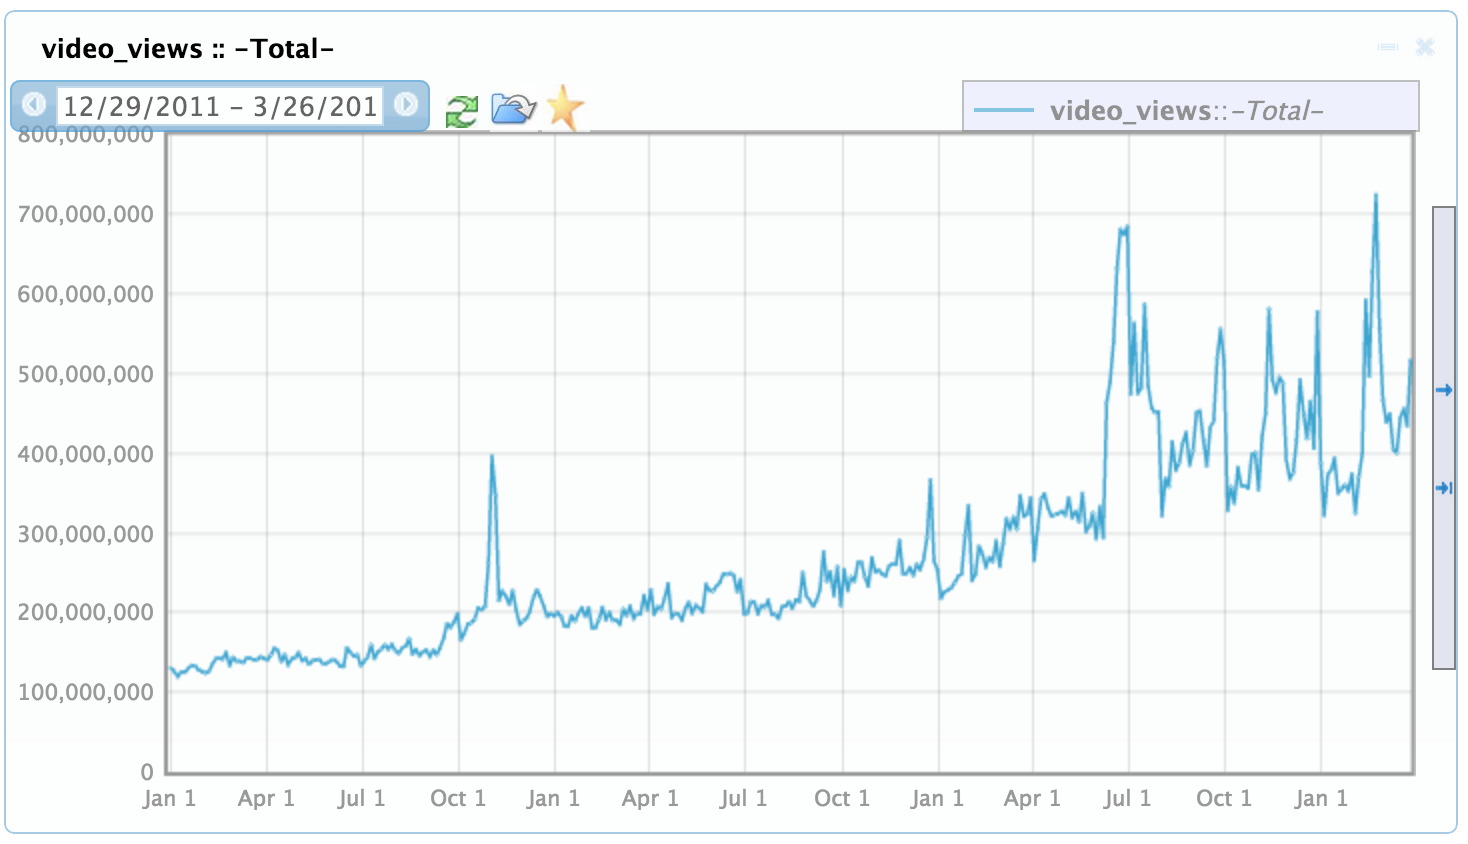 video_views :: -Total-
12/29/2011 - 3/26/201
video_views::-Total-
800,000,000
700,000,000
600,000,000
500,000,000
400,000,000
300,000,000
200,000,000
100,000,000
0
Jan 1 Apr 1 Jul 1 Oct 1 Jan 1 Apr 1 Jul 1 Oct 1 Jan 1 Apr 1 Jul 1 Oct 1 Jan 1